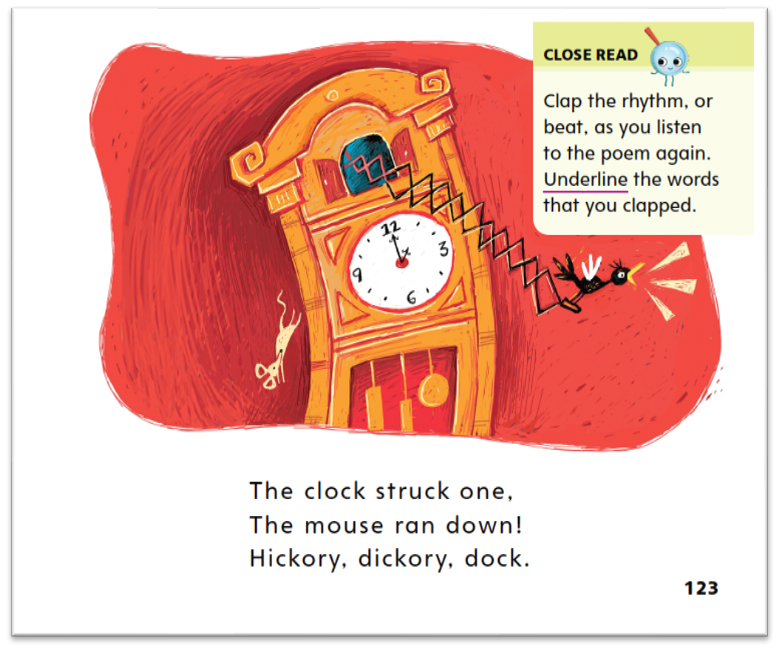 CLOSE READ
Clap the rhythm, or
beat, as you listen
to the poem again.
Underline the words
that you clapped.
12
3
9
6
The clock struck one,
The mouse ran down!
Hickory, dickory, dock.
123